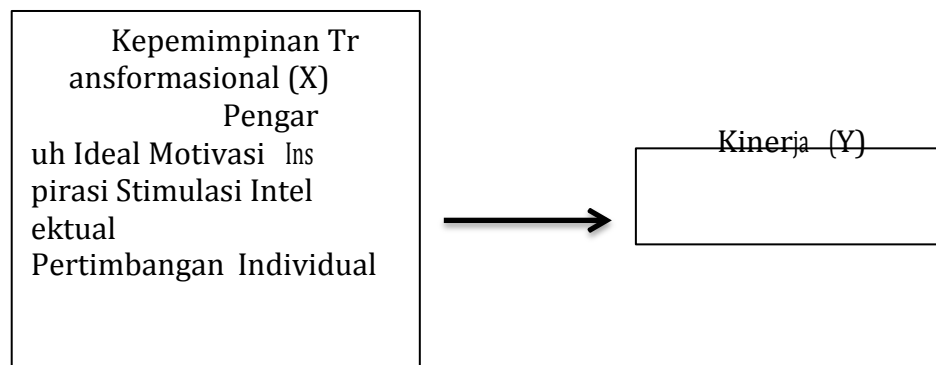 Kepemimpinan Tr
ansformasional (X)
Pengar
uh Ideal Motivasi Ins
pirasi Stimulasi Intel
ektual
Pertimbangan Individual
Kinerja (Y)